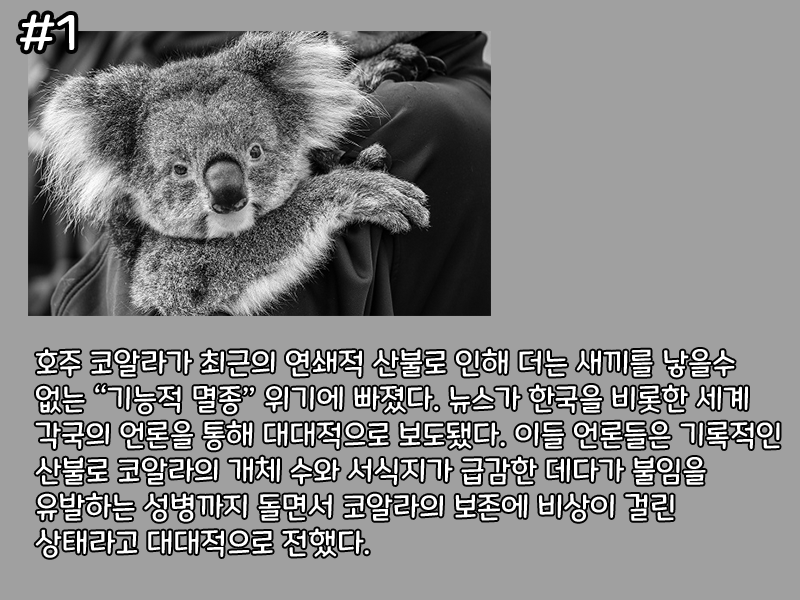 #1
호주 코알라가 최근의 연쇄적 산불로 인해 더는 새끼를 낳을수
없는 “기능적 멸종” 위기에 빠졌다. 뉴스가 한국을 비롯한 세계
각국의 언론을 통해 대대적으로 보도됐다. 이들 언론들은 기록적인
산불로 코알라의 개체 수와 서식지가 급감한 데다가 불임을
유발하는 성병까지 돌면서 코알라의 보존에 비상이 걸린
상태라고 대대적으로 전했다.